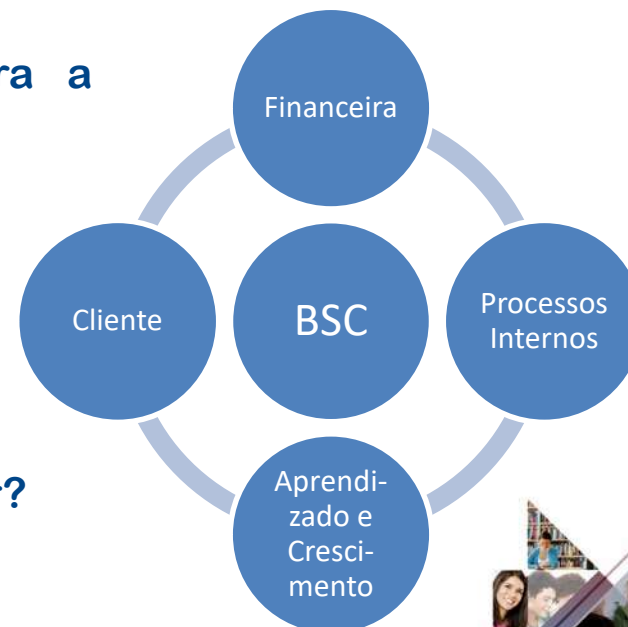 ra a
Financeira
Cliente
BSC
Processos
Internos
Aprendi-
zado e
Cresci-
mento
?